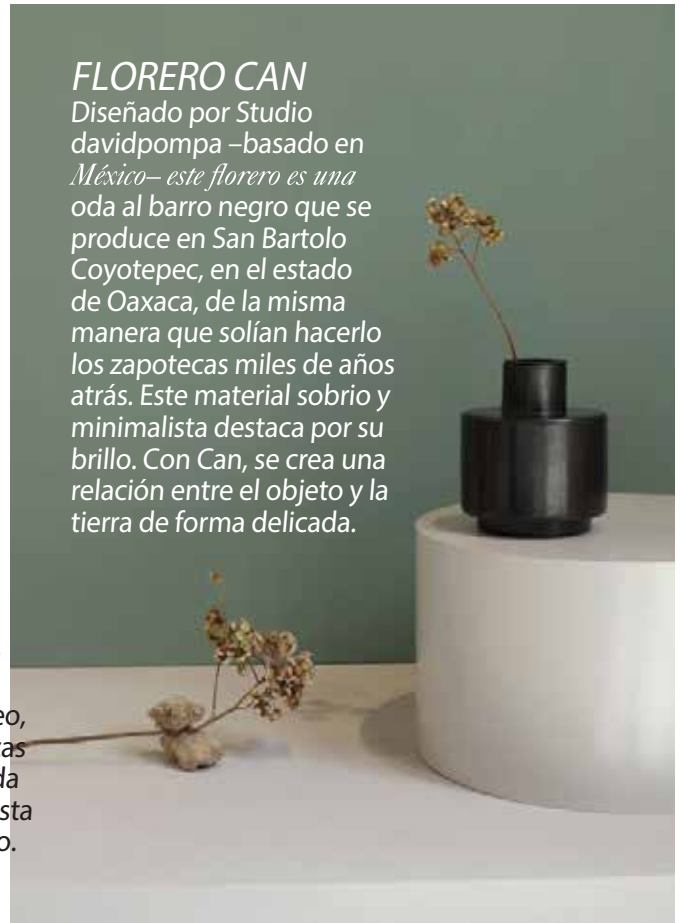 FLORERO CAN
Diseñado por Studio
davidpompa –basado en
México– este florero es una
oda al barro negro que se
produce en San Bartolo
Coyotepec, en el estado
de Oaxaca, de la misma
manera que solían hacerlo
los zapotecas miles de años
atrás. Este material sobrio y
minimalista destaca por su
brillo. Con Can, se crea una
relación entre el objeto y la
tierra de forma delicada.